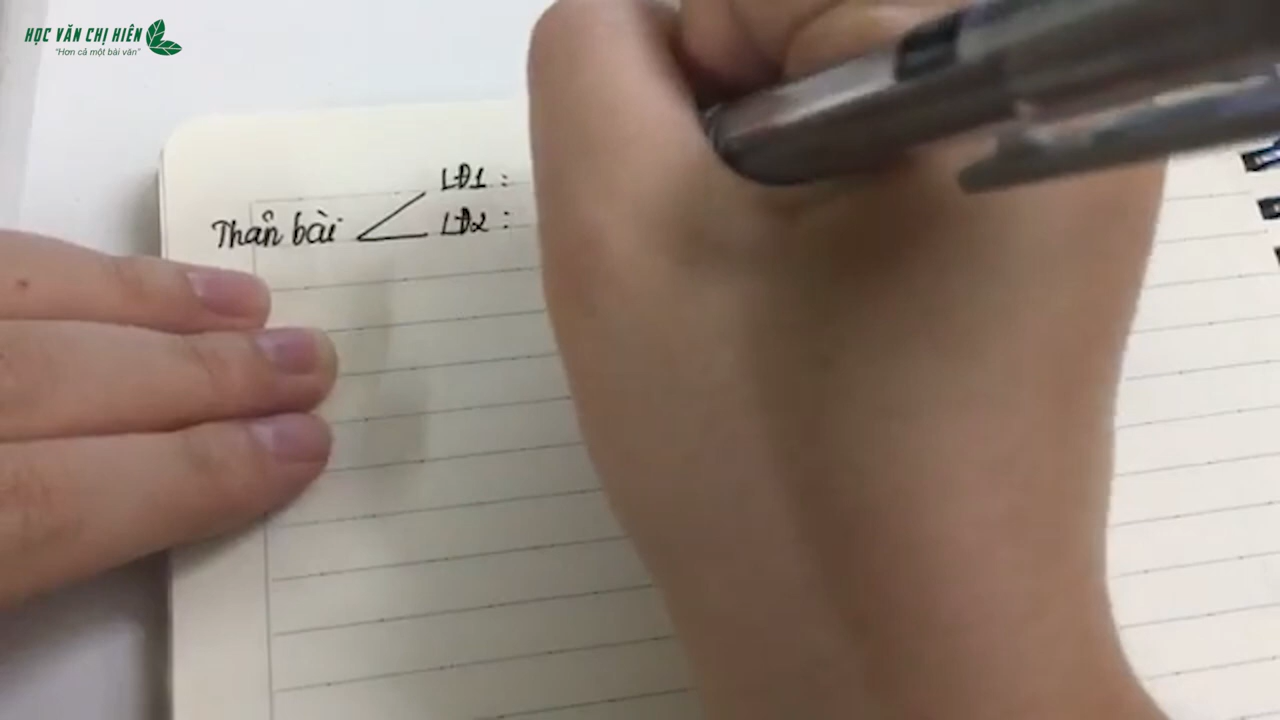 HỌC VĂN CHỊ HIÊN
"Hơn cả một bài văn"
LĐ1 :
Thân bài
LĐ2 :